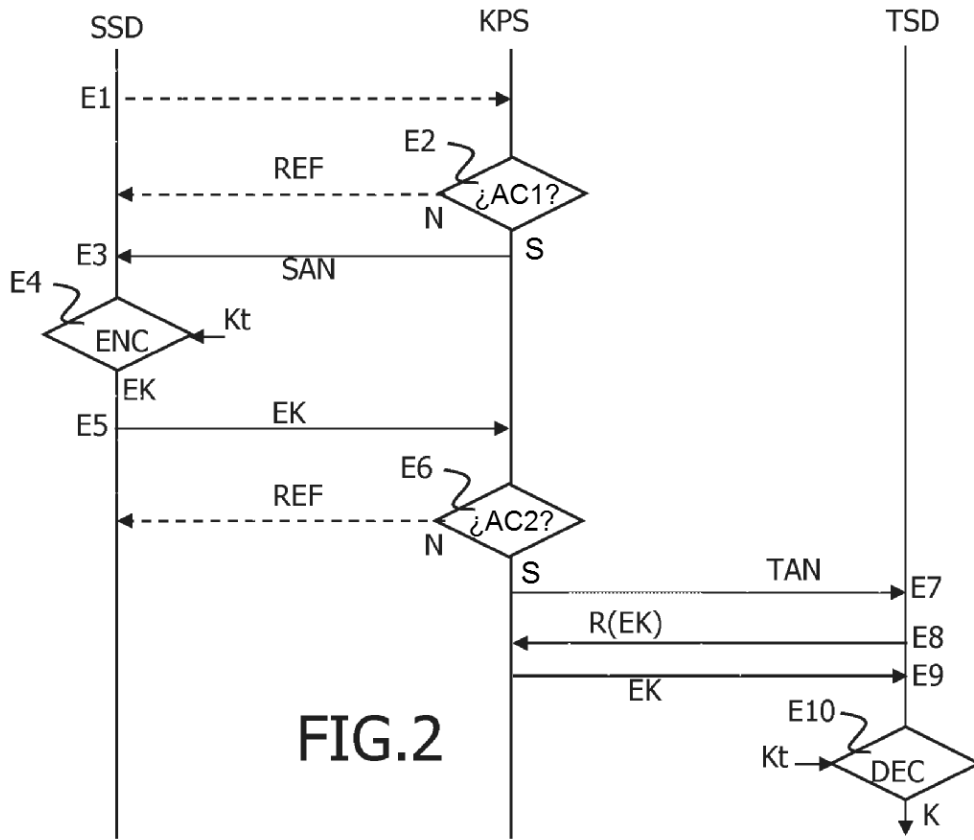 SSD KPS TSD
E1
E2
REF
¿AC1?
N
S
E3
SAN
E4
Kt
ENC
EK
E5
EK
E6
REF
¿AC2?
N
S
TAN
E7
R(EK)
E8
EK
E9
E10
FIG.2
Kt
DEC
K